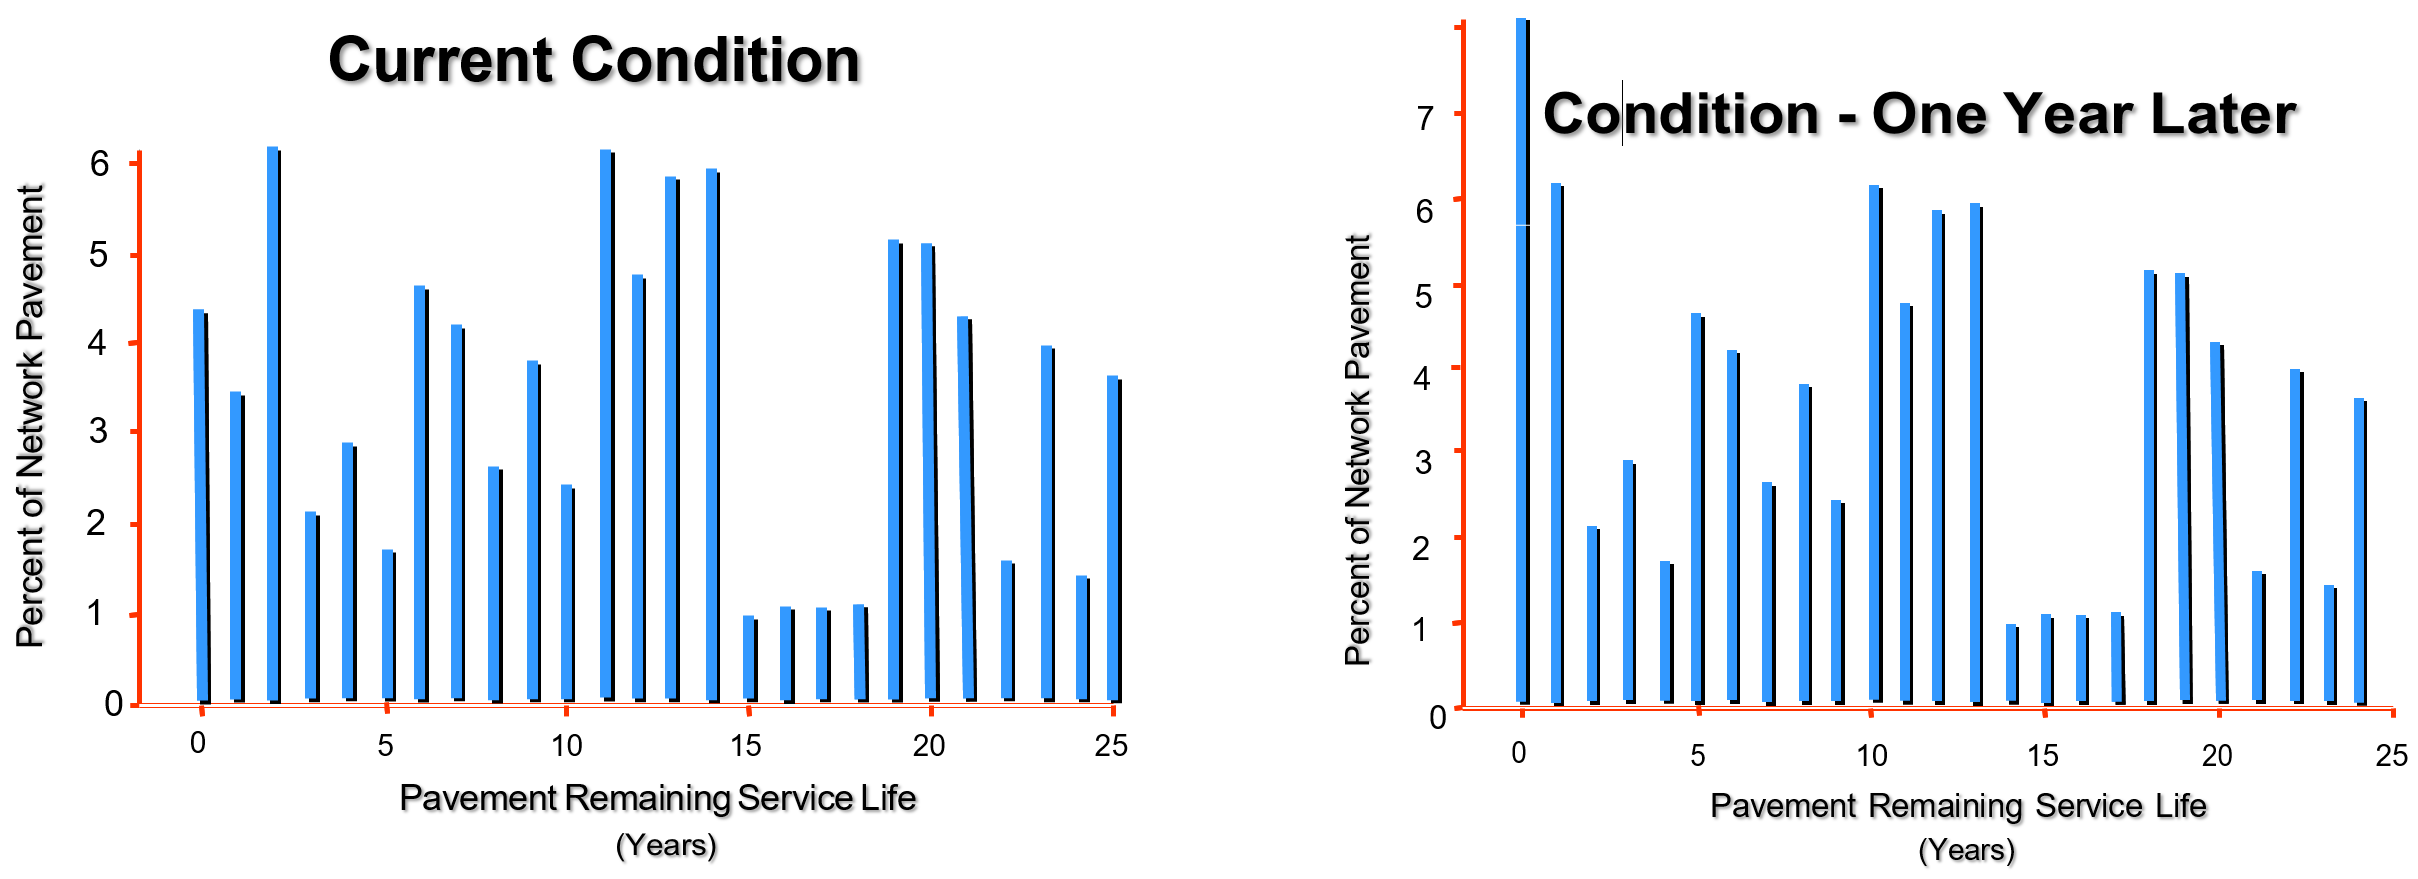 Current Condition
6
5
4
3
2
1
0
Percent of Network Pavement
0 5 10 15 20 25
Pavement Remaining Service Life
(Years)
Condition - One Year Later
7
6
5
4
3
2
1
0
Percent of Network Pavement
0 5 10 15 20 25
Pavement Remaining Service Life
(Years)